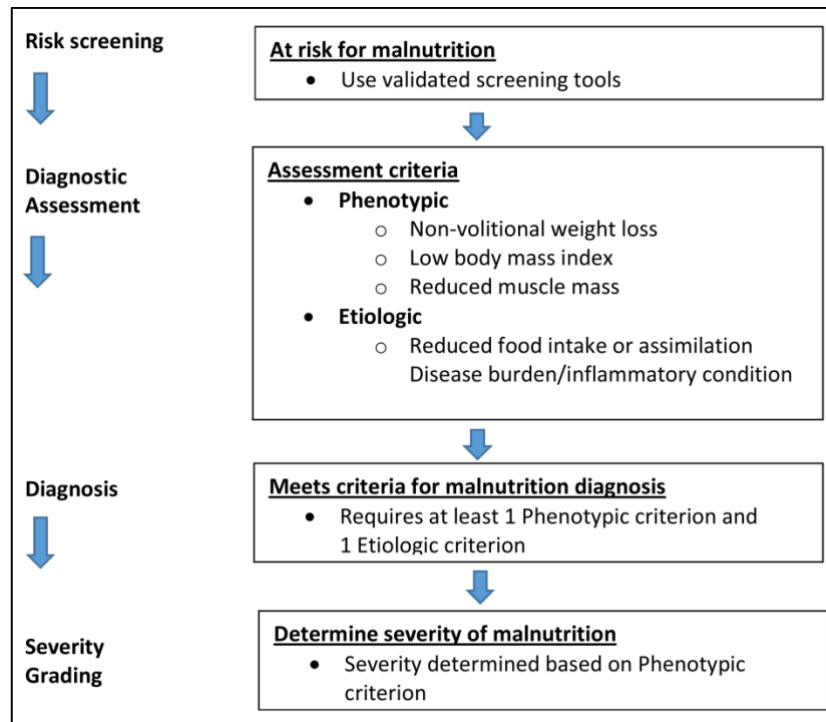 Risk screening
At risk for malnutrition
• Use validated screening tools
Diagnostic
Assessment
Assessment criteria
• Phenotypic
o Non-volitional weight loss
o Low body mass index
o Reduced muscle mass
• Etiologic
o Reduced food intake or assimilation
Disease burden/inflammatory condition
Diagnosis
Meets criteria for malnutrition diagnosis
• Requires at least 1 Phenotypic criterion and
1 Etiologic criterion
Severity
Grading
Determine severity of malnutrition
• Severity determined based on Phenotypic
criterion